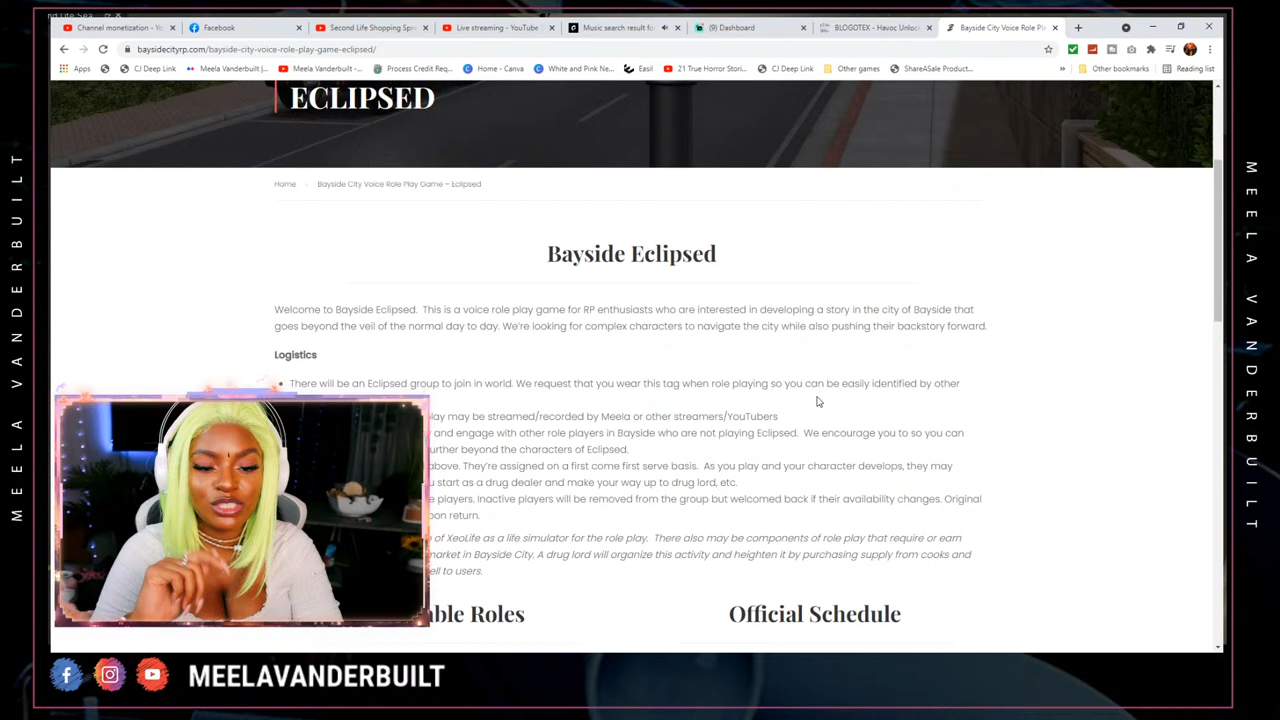 Channel monetization - Y
Facebook
Second Life Shopping Sp
Live streaming - YouTube
Music search result for
(9) Dashboard
BLOGOTEX - Havoc Unlock
Bayside City Voice Role Pl
baysidecityrp.com/bayside-city-voice-role-play-game-eclipsed/
Apps
CJ Deep Link
Meela Vanderbuilt |...
Meela Vanderbuilt -...
Process Credit Req...
Home - Canva
White and Pink Ne...
Easil
21 True Horror Stori...
CJ Deep Link
Other games
ShareASale Product...
Other bookmarks
Reading list
ECLIPSED
Home
Bayside City Voice Role Play Game – Eclipsed
Bayside Eclipsed
Welcome to Bayside Eclipsed. This is a voice role play game for RP enthusiasts who are interested in developing a story in the city of Bayside that
goes beyond the veil of the normal day to day. We're looking for complex characters to navigate the city while also pushing their backstory forward.
Logistics
There will be an Eclipsed group to join in world. We request that you wear this tag when role playing so you can be easily identified by other
lay may be streamed/recorded by Meela or other streamers/YouTubers
y and engage with other role players in Bayside who are not playing Eclipsed. We encourage you to so you can
urther beyond the characters of Eclipsed.
above. They're assigned on a first come first serve basis. As you play and your character develops, they may
u start as a drug dealer and make your way up to drug lord, etc.
e players. Inactive players will be removed from the group but welcomed back if their availability changes. Original
on return.
of XeoLife as a life simulator for the role play. There also may be components of role play that require or earn
market in Bayside City. A drug lord will organize this activity and heighten it by purchasing supply from cooks and
ell to users.
ble Roles
Official Schedule
MEELAVANDERBUILT
MEELA VANDERBUILT
MEELA VANDERBUILT